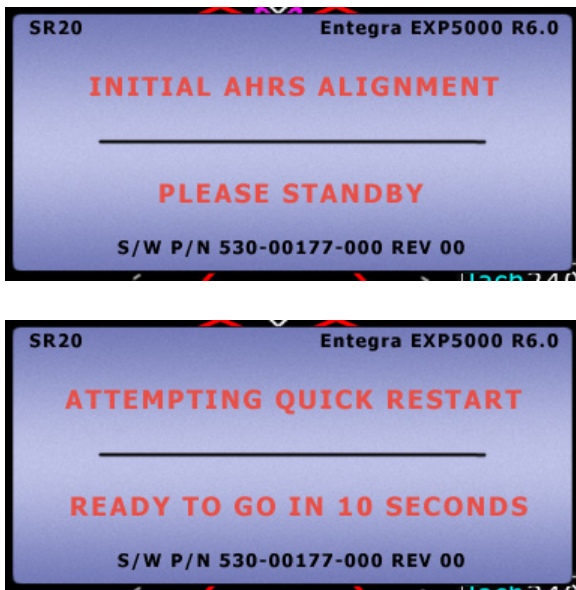 SR20 Entegra EXP5000 R6.0
INITIAL AHRS ALIGNMENT
PLEASE STANDBY
S/W P/N 530-00177-000 REV 00
SR20 Entegra EXP5000 R6.0
ATTEMPTING QUICK RESTART
READY TO GO IN 10 SECONDS
S/W P/N 530-00177-000 REV 00